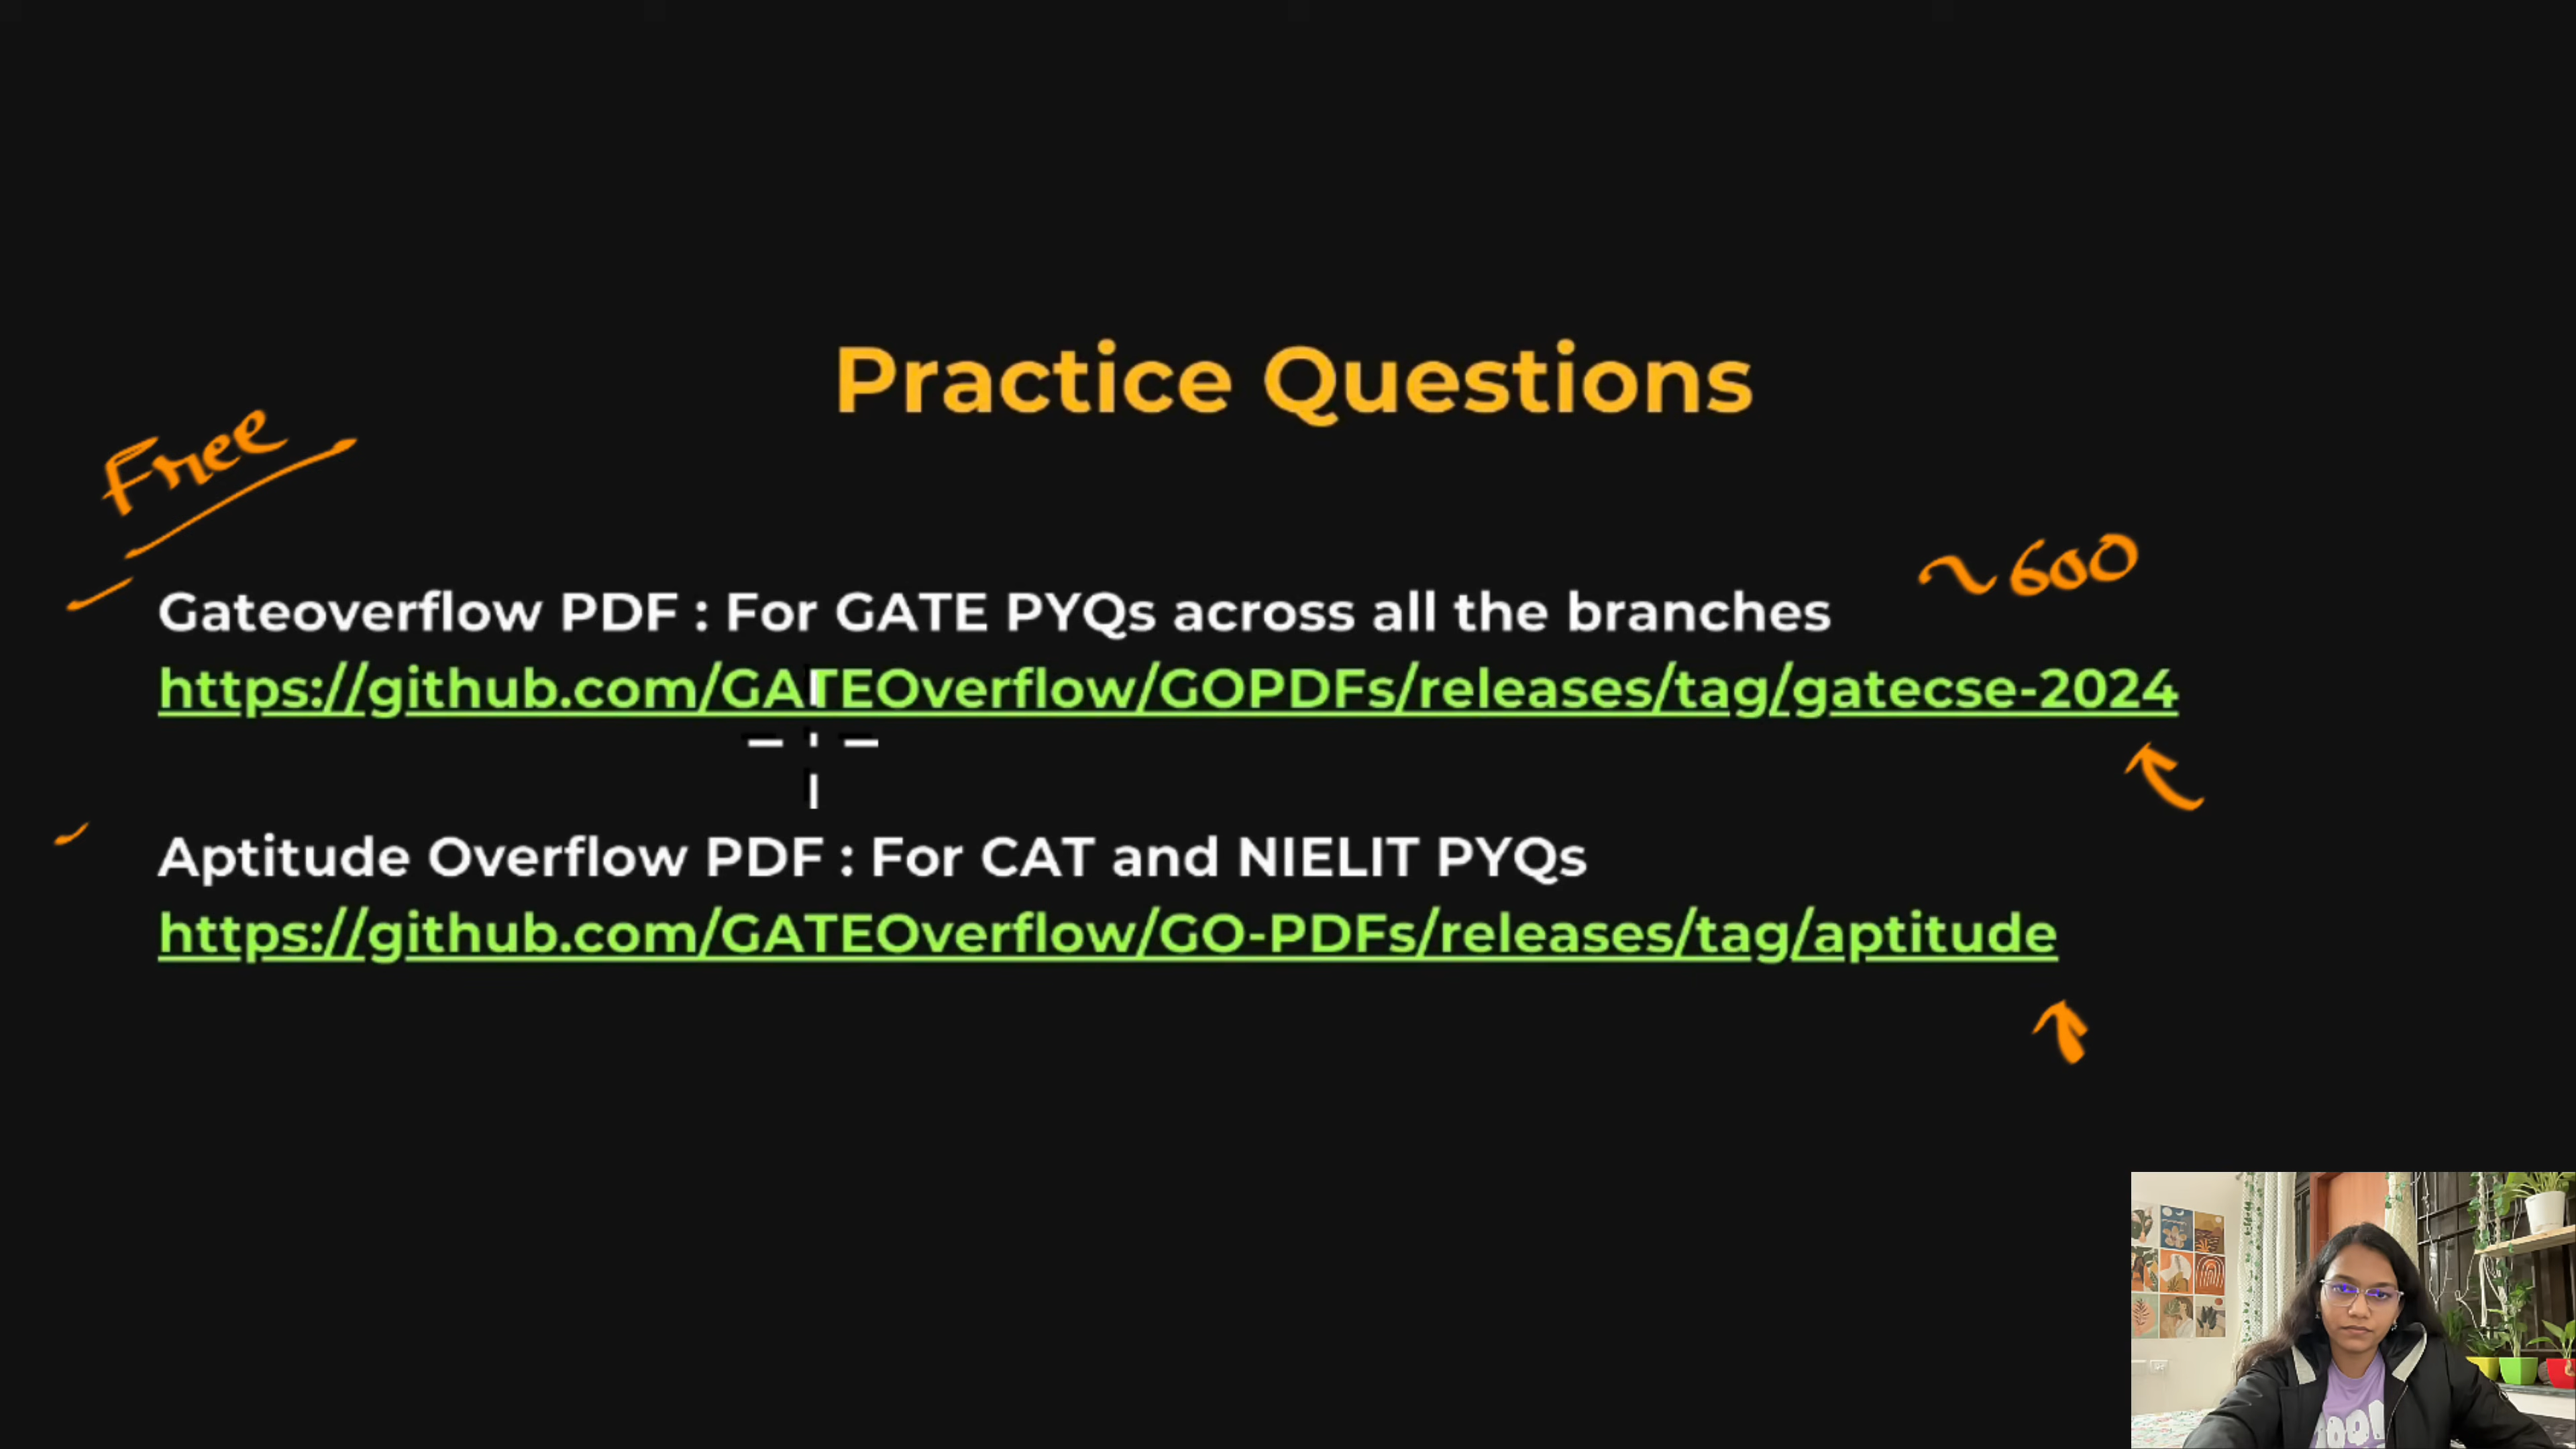 Practice Questions
Free
~600
Gateoverflow PDF : For GATE PYQs across all the branches
https://github.com/GATEOverflow/GOPDFs/releases/tag/gatecse-2024
Aptitude Overflow PDF : For CAT and NIELIT PYQs
https://github.com/GATEOverflow/GO-PDFs/releases/tag/aptitude